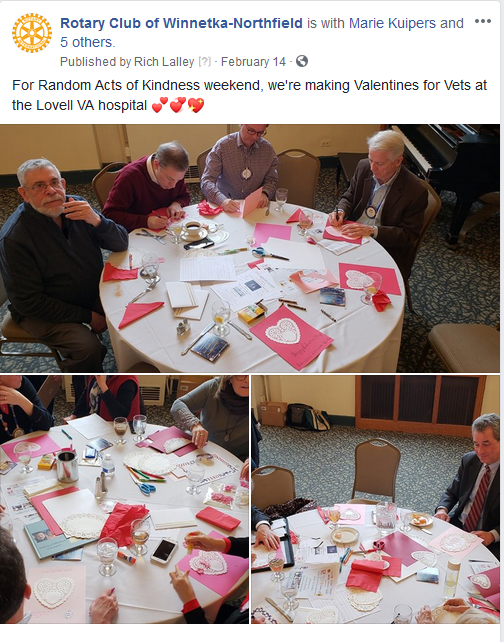 Rotary Club of Winnetka-Northfield is with Marie Kuipers and
5 others.
Published by Rich Lalley [?] · February 14 ·
For Random Acts of Kindness weekend, we're making Valentines for Vets at
the Lovell VA hospital 💕💕💖